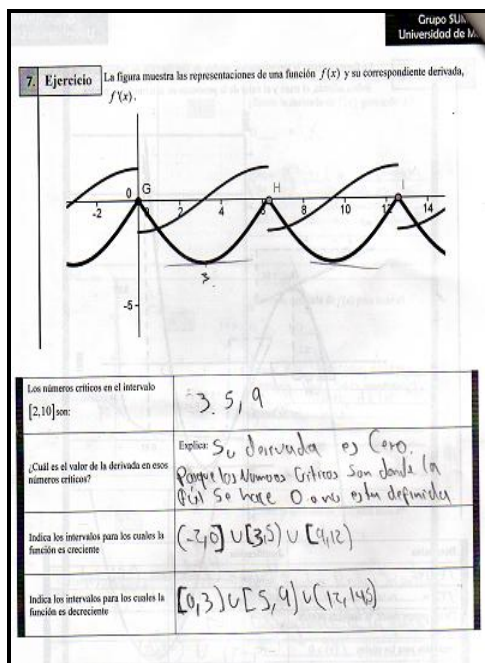 Grupo SUM
Universidad de M
7. Ejercicio
La figura muestra las representaciones de una función f(x) y su correspondiente derivada,
f'(x).
0 G H I
-2 2 4 6 8 10 14
3
-5
Los números críticos en el intervalo
[2,10] son:
3. 5, 9
¿Cuál es el valor de la derivada en esos
números críticos?
Explica: Su derivada es Cero.
Porque los Numeros Criticos Son donde la
f'(x) Se hace 0 o no esta definida
Indica los intervalos para los cuales la
función es creciente
(-2,0] ∪ [3,5) ∪ [9,12)
Indica los intervalos para los cuales la
función es decreciente
[0,3) ∪ [5,9) ∪ (12,14.5)